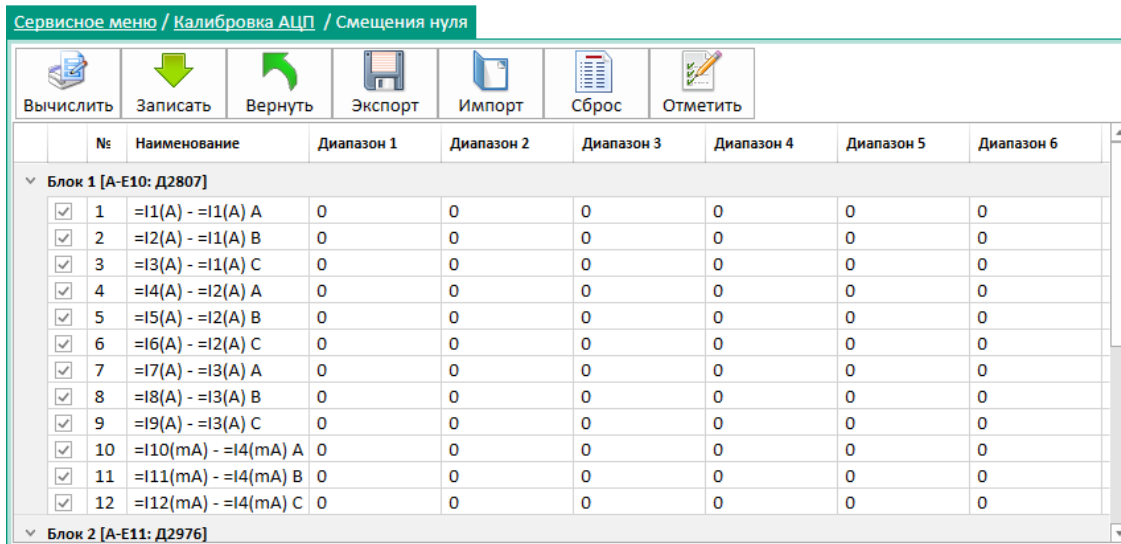 Сервисное меню / Калибровка АЦП / Смещения нуля
Вычислить Записать Вернуть Экспорт Импорт Сброс Отметить
№ Наименование Диапазон 1 Диапазон 2 Диапазон 3 Диапазон 4 Диапазон 5 Диапазон 6
Блок 1 [A-E10: Д2807]
1 =I1(A) - =I1(A) A 0 0 0 0 0 0
2 =I2(A) - =I1(A) B 0 0 0 0 0 0
3 =I3(A) - =I1(A) C 0 0 0 0 0 0
4 =I4(A) - =I2(A) A 0 0 0 0 0 0
5 =I5(A) - =I2(A) B 0 0 0 0 0 0
6 =I6(A) - =I2(A) C 0 0 0 0 0 0
7 =I7(A) - =I3(A) A 0 0 0 0 0 0
8 =I8(A) - =I3(A) B 0 0 0 0 0 0
9 =I9(A) - =I3(A) C 0 0 0 0 0 0
10 =I10(mA) - =I4(mA) A 0 0 0 0 0 0
11 =I11(mA) - =I4(mA) B 0 0 0 0 0 0
12 =I12(mA) - =I4(mA) C 0 0 0 0 0 0
Блок 2 [A-E11: Д2976]